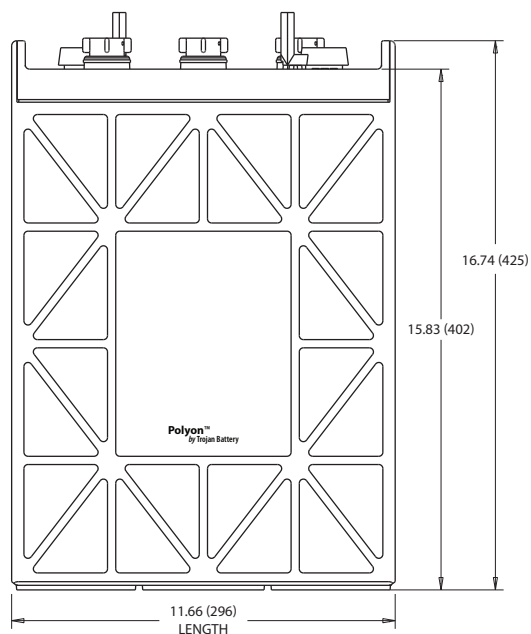 16.74 (425)
15.83 (402)
Polyon™
by Trojan Battery
11.66 (296)
LENGTH